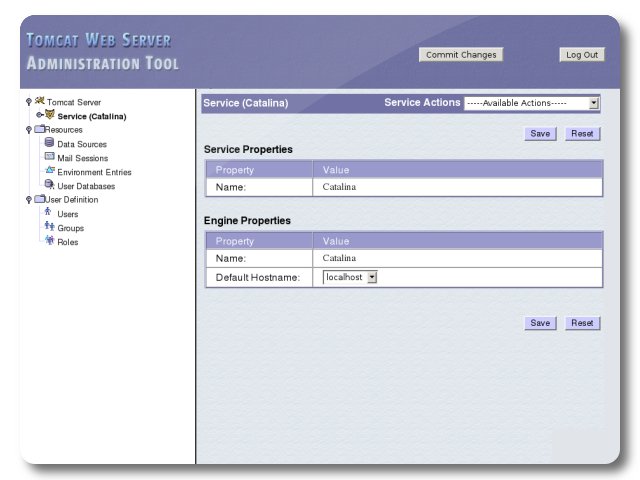 TOMCAT WEB SERVER
ADMINISTRATION TOOL
Commit Changes
Log Out
Tomcat Server
Service (Catalina)
Resources
Data Sources
Mail Sessions
Environment Entries
User Databases
User Definition
Users
Groups
Roles
Service (Catalina) Service Actions -----Available Actions-----
Save Reset
Service Properties
Property Value
Name: Catalina
Engine Properties
Property Value
Name: Catalina
Default Hostname: localhost
Save Reset